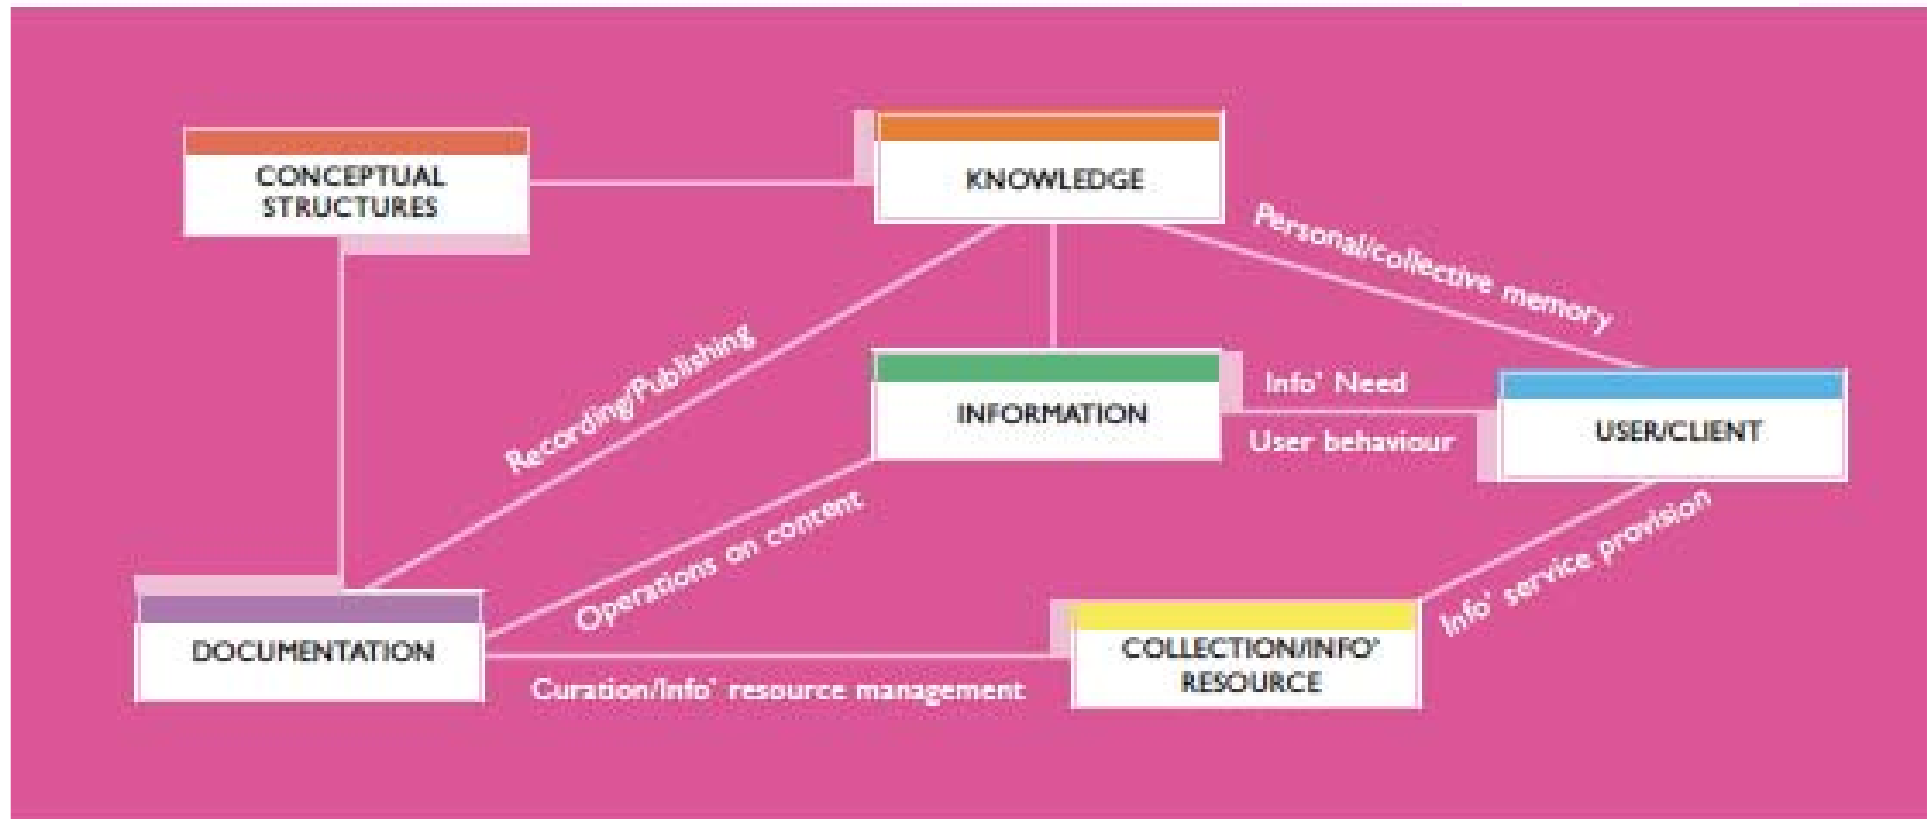 CONCEPTUAL
STRUCTURES
KNOWLEDGE
Personal/collective memory
Recording/Publishing
INFORMATION
Info' Need
User behaviour
USER/CLIENT
Operations on content
Info' service provision
DOCUMENTATION
Curation/Info' resource management
COLLECTION/INFO'
RESOURCE